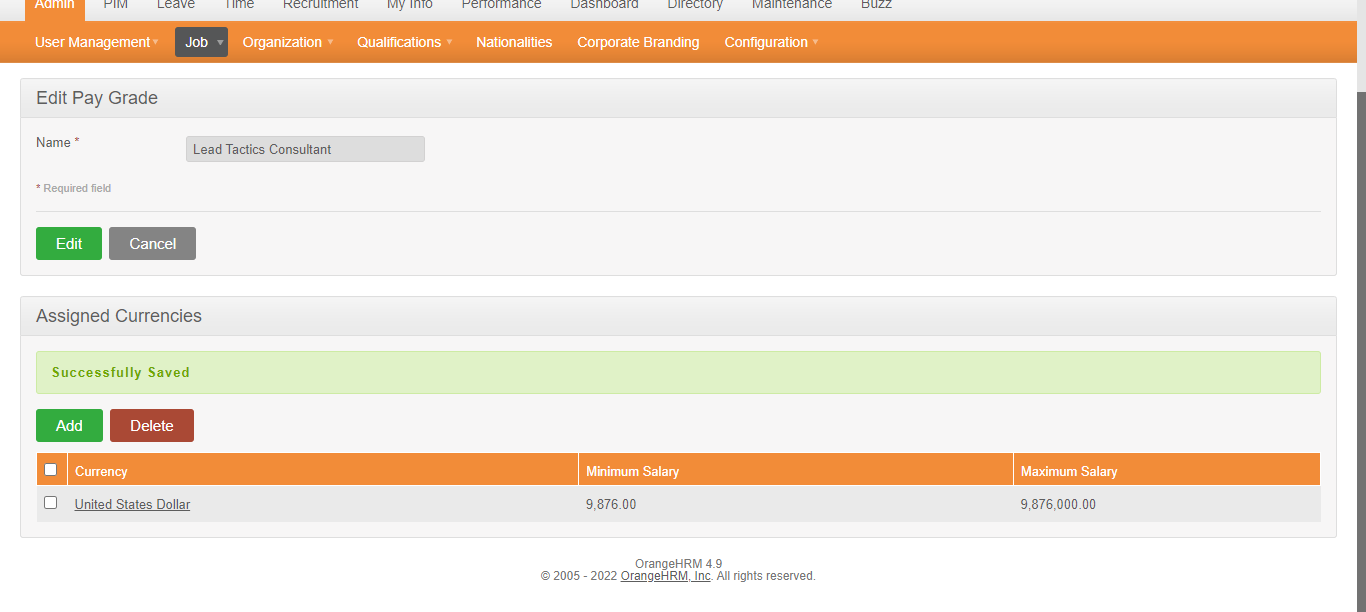 Admin PIM Leave Time Recruitment My Info Performance Dashboard Directory Maintenance Buzz
User Management Job Organization Qualifications Nationalities Corporate Branding Configuration
Edit Pay Grade
Name * Lead Tactics Consultant
* Required field
Edit Cancel
Assigned Currencies
Successfully Saved
Add Delete
Currency Minimum Salary Maximum Salary
United States Dollar 9,876.00 9,876,000.00
OrangeHRM 4.9
© 2005 - 2022 OrangeHRM, Inc. All rights reserved.